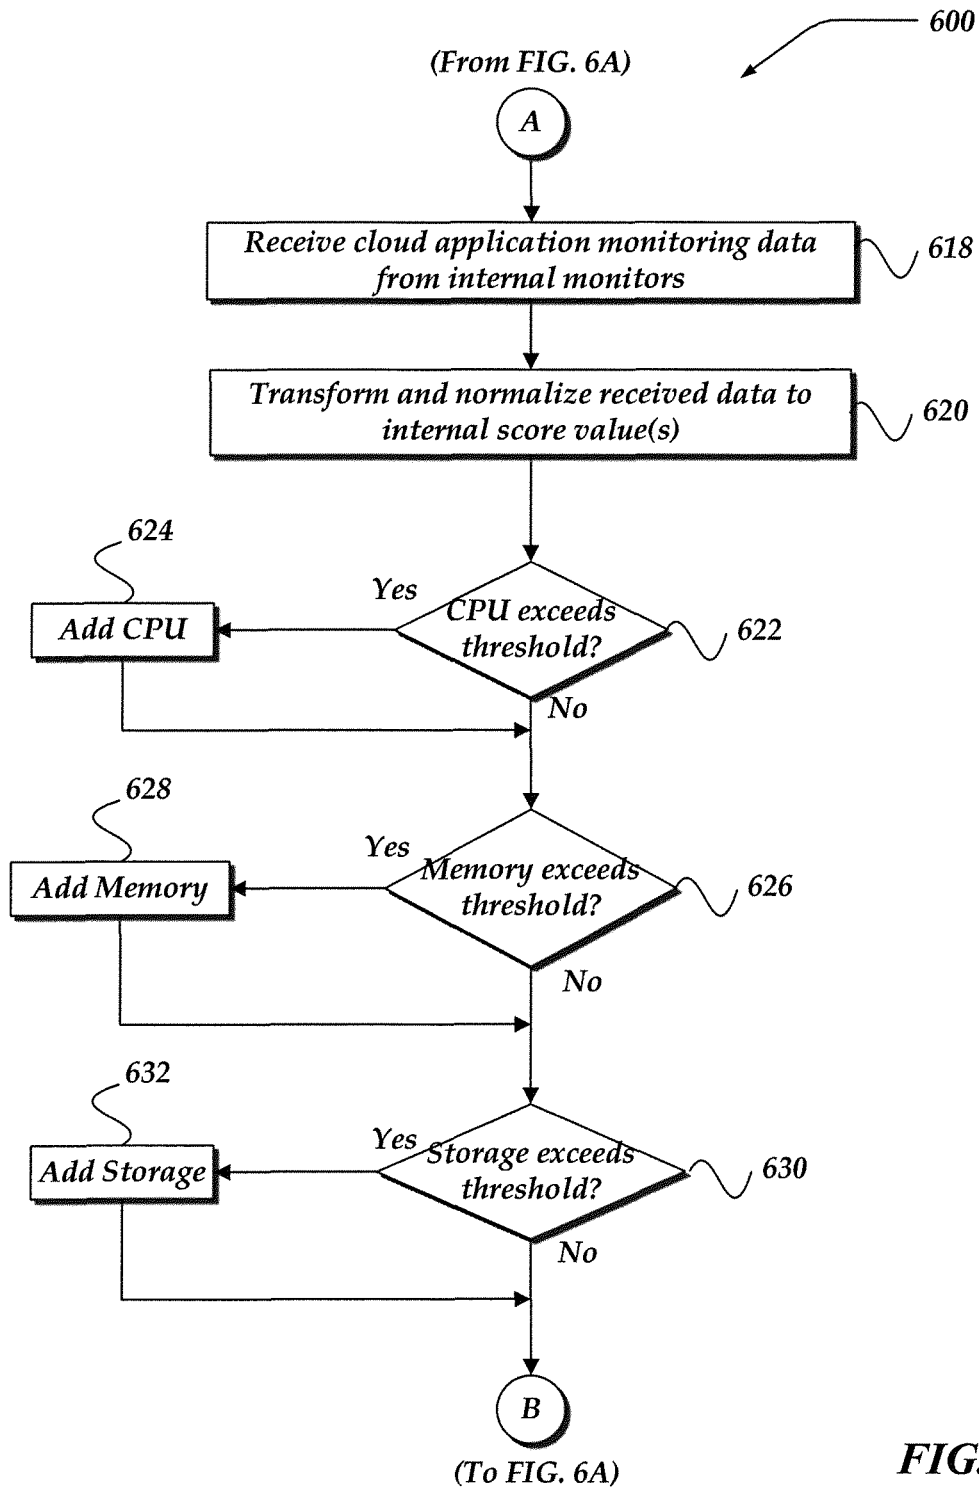 600
(From FIG. 6A)
A
Receive cloud application monitoring data
from internal monitors
618
Transform and normalize received data to
internal score value(s)
620
624
Yes
Add CPU
CPU exceeds
threshold?
622
No
628
Yes
Add Memory
Memory exceeds
threshold?
626
No
632
Yes
Add Storage
Storage exceeds
threshold?
630
No
B
(To FIG. 6A)
FIG.